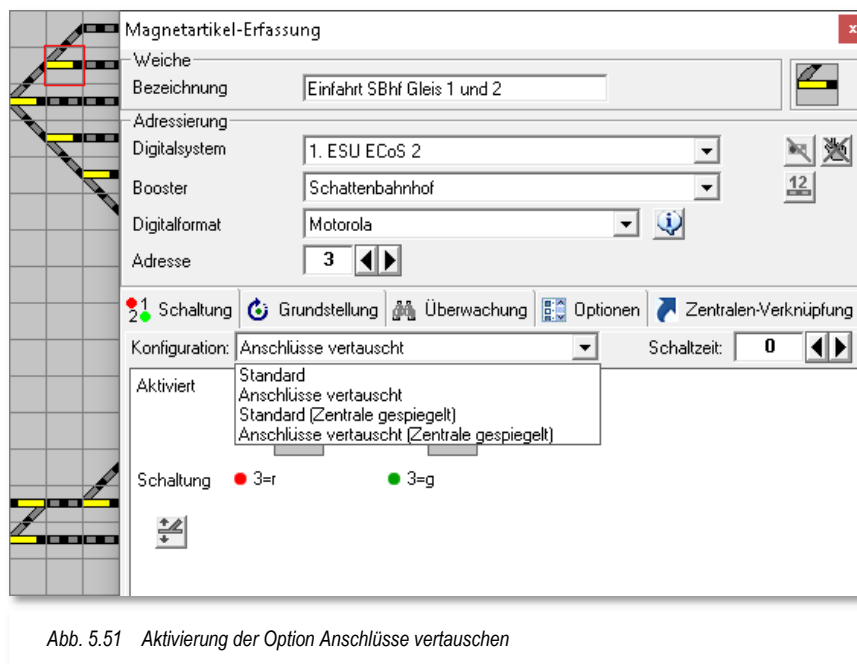 Magnetartikel-Erfassung
x
Weiche
Bezeichnung Einfahrt SBhf Gleis 1 und 2
Adressierung
Digitalsystem 1. ESU ECoS 2
Booster Schattenbahnhof 12
Digitalformat Motorola
Adresse 3
1 2 Schaltung Grundstellung Überwachung Optionen Zentralen-Verknüpfung
Konfiguration: Anschlüsse vertauscht Schaltzeit: 0
Aktiviert
Standard
Anschlüsse vertauscht
Standard (Zentrale gespiegelt)
Anschlüsse vertauscht (Zentrale gespiegelt)
Schaltung 3=r 3=g
Abb. 5.51 Aktivierung der Option Anschlüsse vertauschen